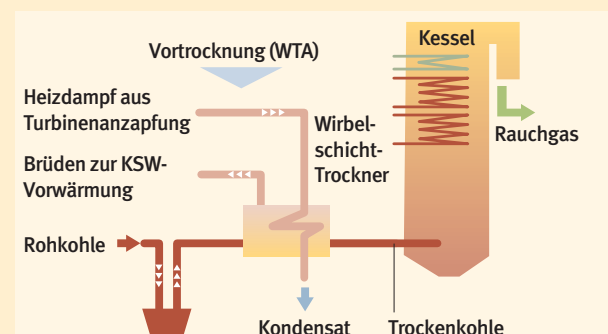 Kessel
Vortrocknung (WTA)
Heizdampf aus
Turbinenanzapfung
Wirbel-
schicht-
Trockner
Rauchgas
Brüden zur KSW-
Vorwärmung
Rohkohle
Kondensat
Trockenkohle